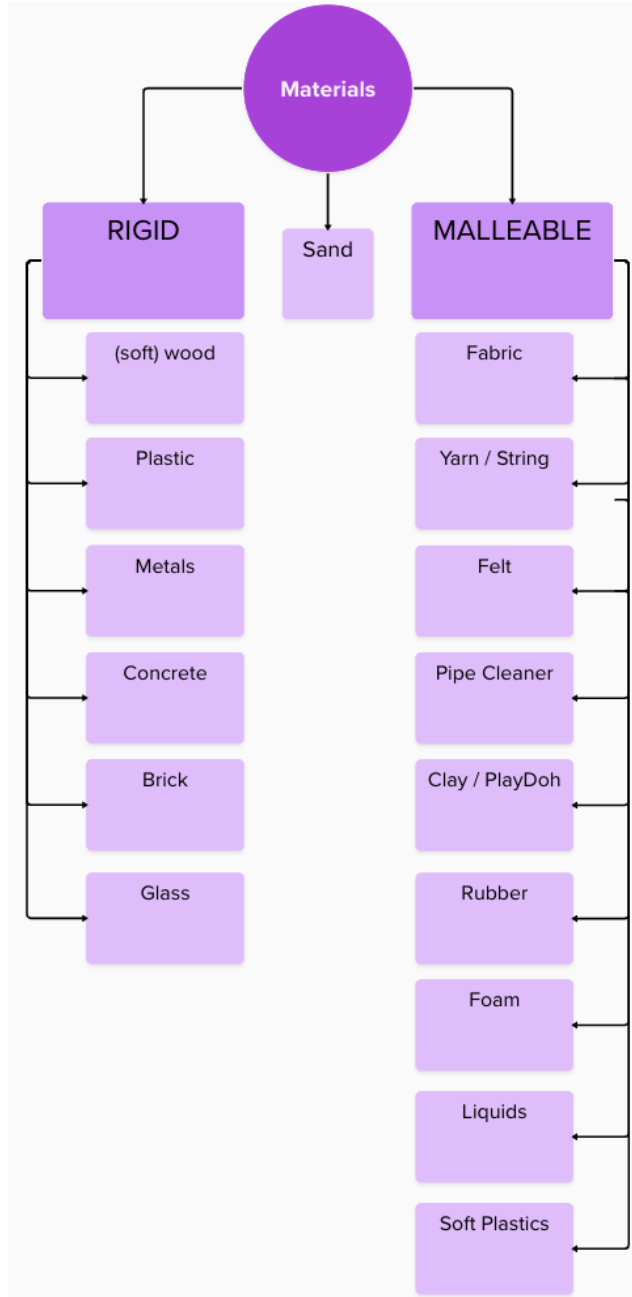 Materials
RIGID
Sand
MALLEABLE
(soft) wood
Plastic
Metals
Concrete
Brick
Glass
Fabric
Yarn / String
Felt
Pipe Cleaner
Clay / PlayDoh
Rubber
Foam
Liquids
Soft Plastics